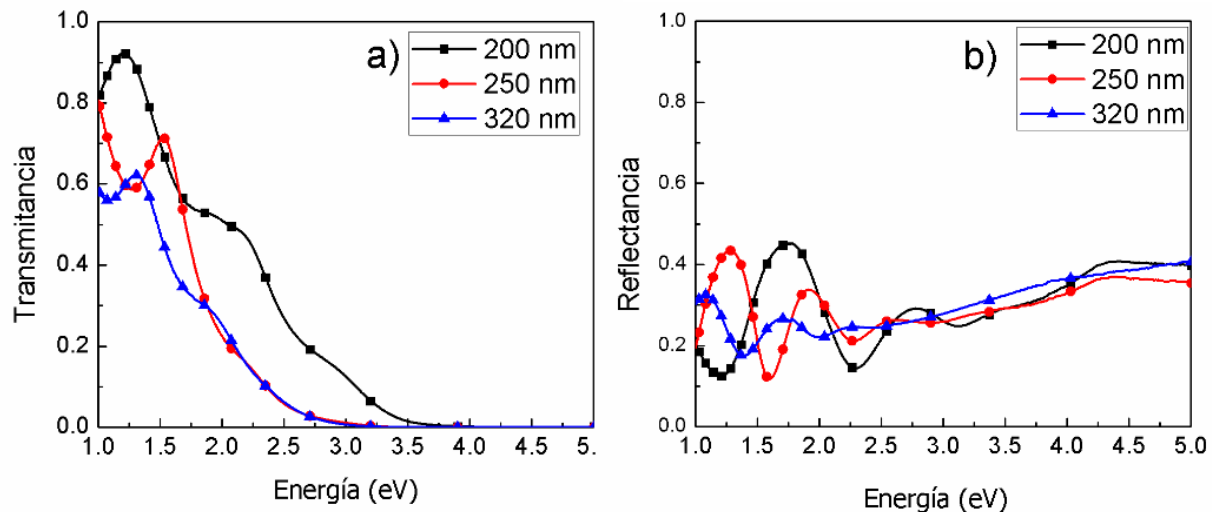 a)
200 nm
250 nm
320 nm
Transmitancia
1.0
0.8
0.6
0.4
0.2
0.0
1.0 1.5 2.0 2.5 3.0 3.5 4.0 4.5 5.
Energía (eV)
b)
200 nm
250 nm
320 nm
Reflectancia
1.0
0.8
0.6
0.4
0.2
0.0
1.0 1.5 2.0 2.5 3.0 3.5 4.0 4.5 5.0
Energía (eV)